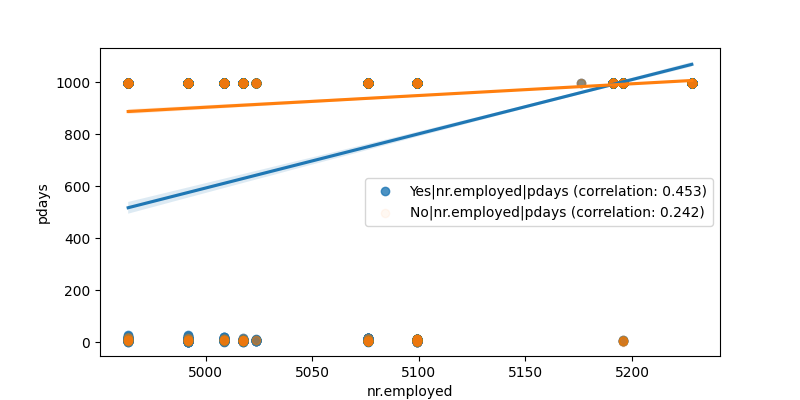 1000
800
600
400
200
0
pdays
Yes|nr.employed|pdays (correlation: 0.453)
No|nr.employed|pdays (correlation: 0.242)
5000 5050 5100 5150 5200
nr.employed